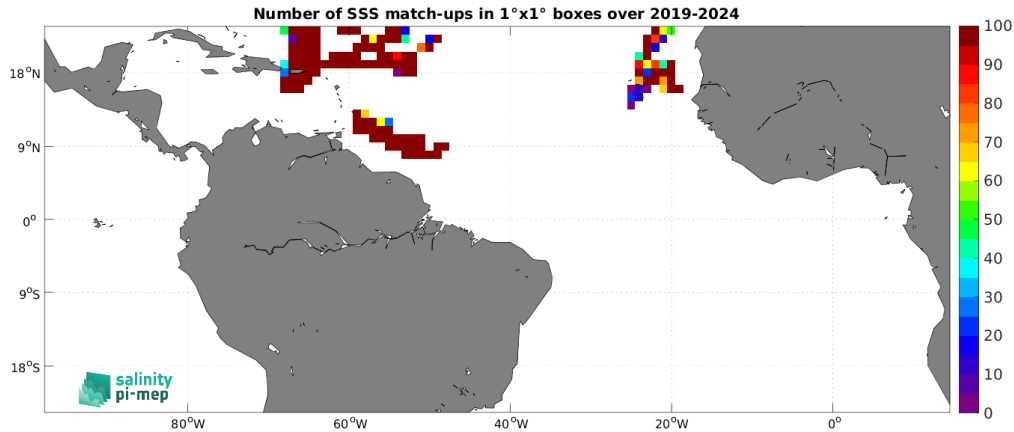 Number of SSS match-ups in 1°x1° boxes over 2019-2024
18°N
9°N
0°
9°S
18°S
80°W
60°W
40°W
20°W
0°
100
90
80
70
60
50
40
30
20
10
0
salinity
pi-mep